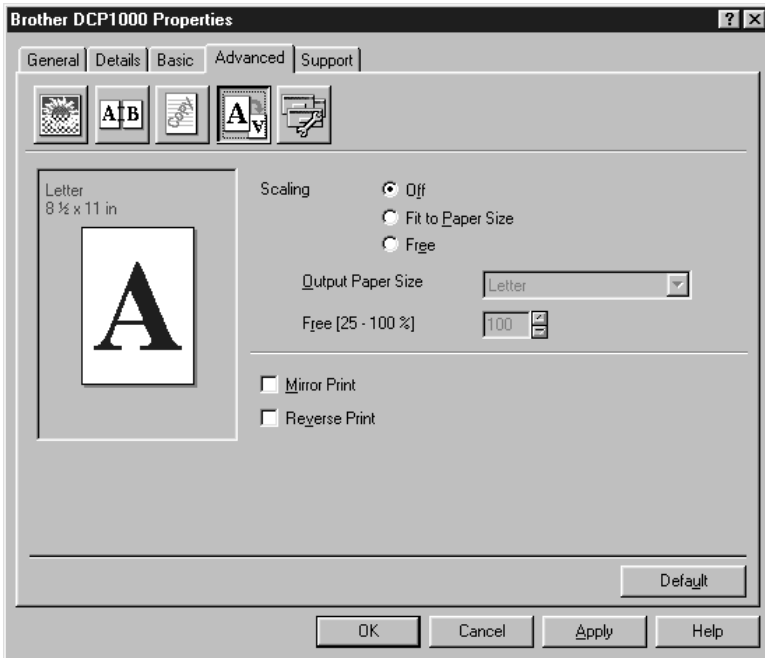 Brother DCP1000 Properties
General Details Basic Advanced Support
A B COPY A A
Letter
8 ½ x 11 in
A
Scaling Off
Fit to Paper Size
Free
Output Paper Size Letter
Free [25 - 100 %] 100
Mirror Print
Reverse Print
Default
OK Cancel Apply Help